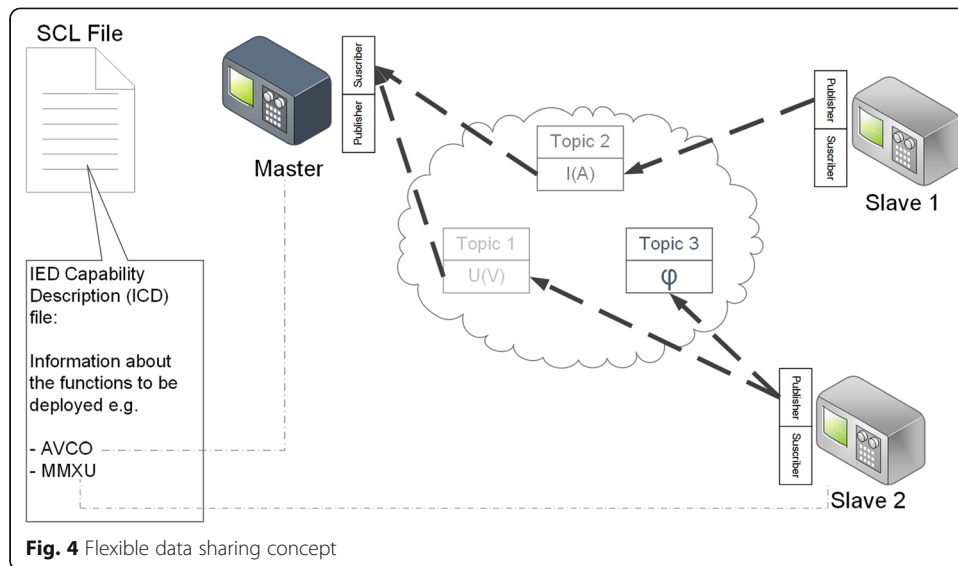 SCL File
Suscriber
Publisher
Master
Topic 2
I(A)
Topic 1
U(V)
Topic 3
φ
Publisher
Suscriber
Slave 1
Publisher
Suscriber
Slave 2
IED Capability
Description (ICD)
file:
Information about
the functions to be
deployed e.g.
- AVCO
- MMXU
Fig. 4 Flexible data sharing concept